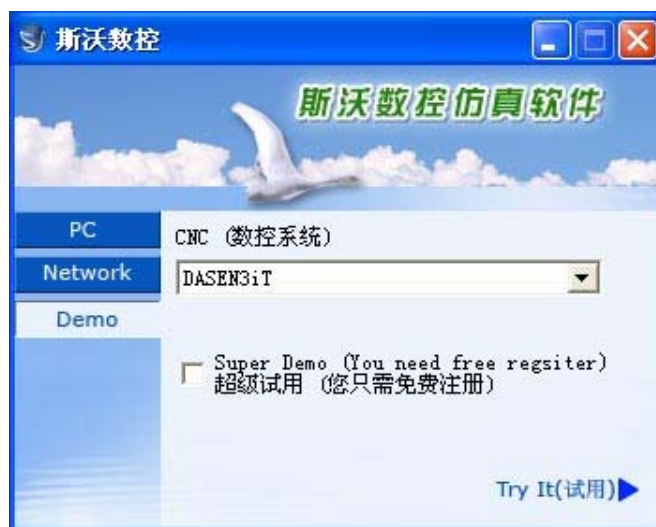 斯沃数控
斯沃数控仿真软件
PC
Network
Demo
CNC (数控系统)
DASEN3iT
Super Demo (You need free regsiter)
超级试用 (您只需免费注册)
Try It(试用)